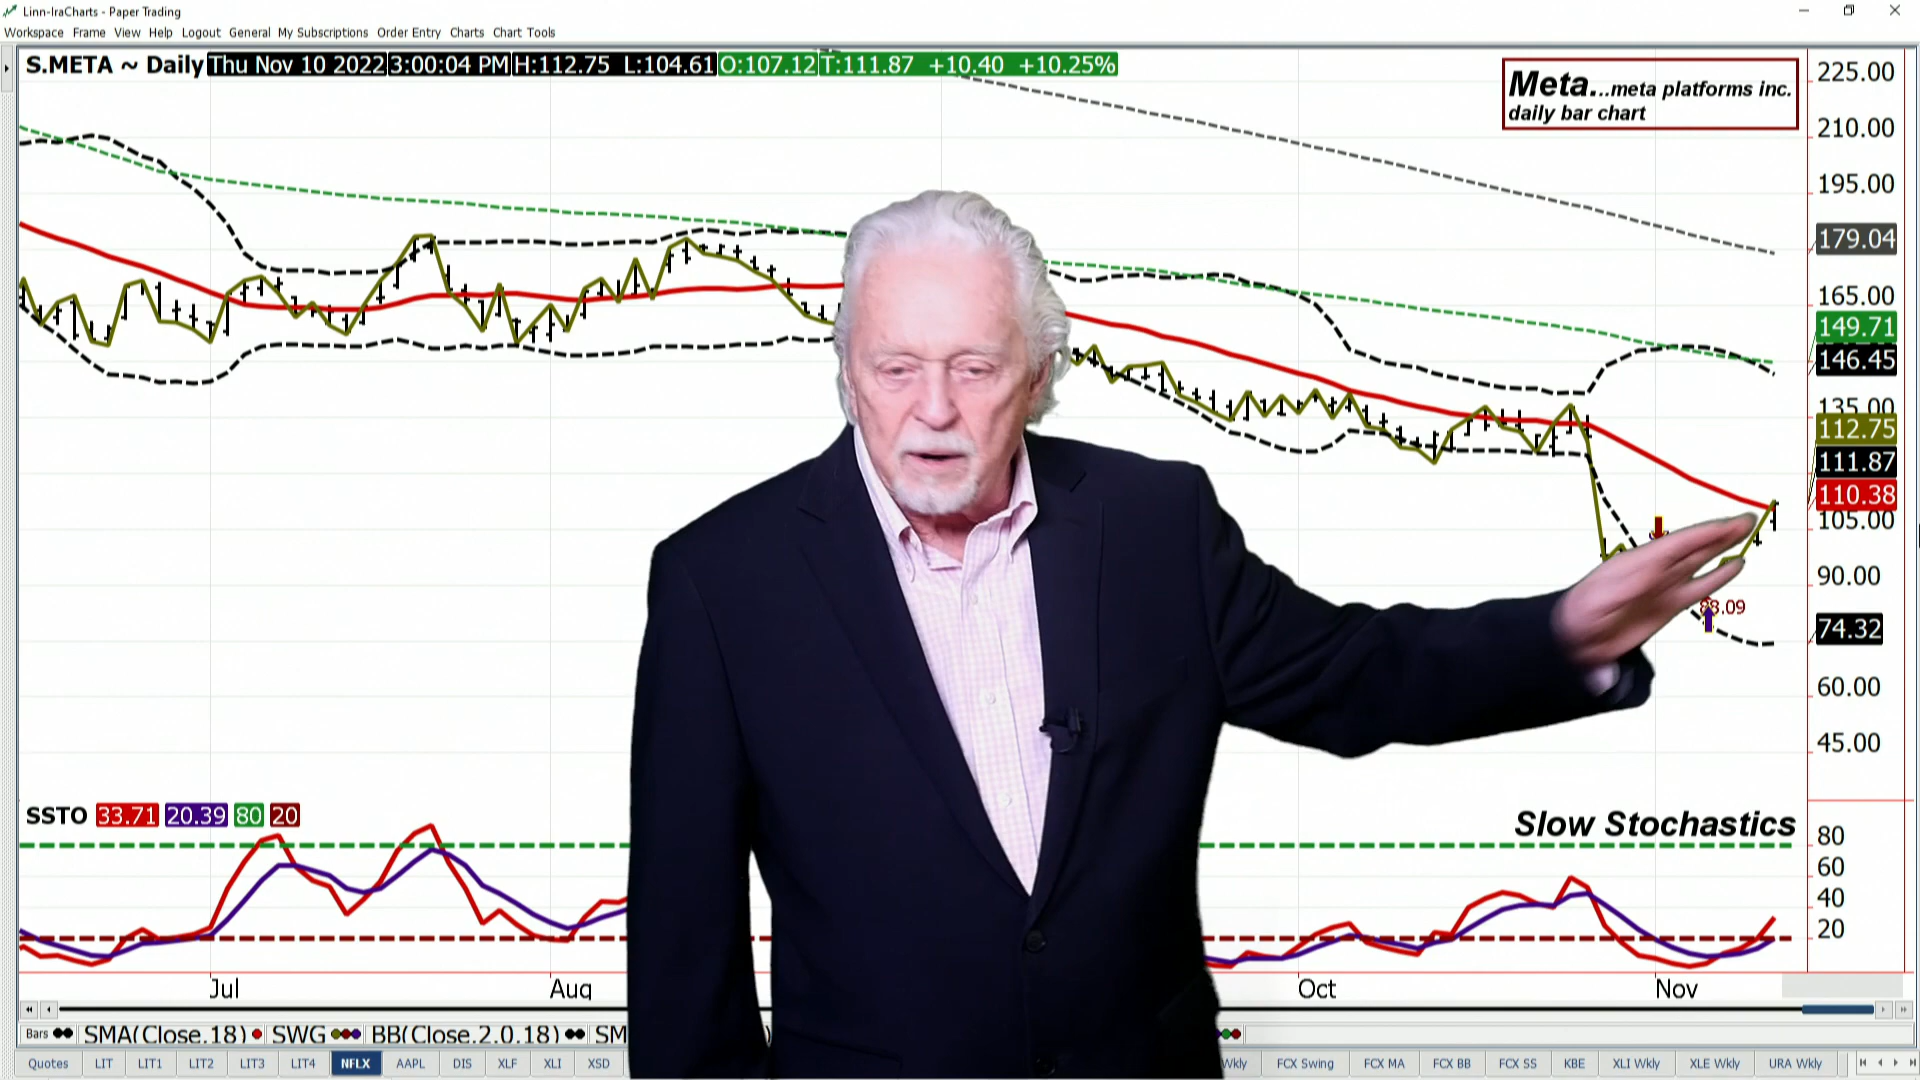 Linn-IraCharts - Paper Trading
Workspace Frame View Help Logout General My Subscriptions Order Entry Charts Chart Tools
S.META ~ Daily Thu Nov 10 2022 3:00:04 PM H:112.75 L:104.61 O:107.12 T:111.87 +10.40 +10.25%
Meta...meta platforms inc.
daily bar chart
225.00
210.00
195.00
179.04
165.00
149.71
146.45
135.00
112.75
111.87
110.38
105.00
90.00
88.09
74.32
60.00
45.00
SSTO 33.71 20.39 80 20
Slow Stochastics
80
60
40
20
Jul Aug Oct Nov
Bars SMA(Close,18) SWG BB(Close,2.0,18) SM
Quotes LIT LIT1 LIT2 LIT3 LIT4 NFLX AAPL DIS XLF XLI XSD Wkly FCX Swing FCX MA FCX BB FCX SS KBE XLI Wkly XLE Wkly URA Wkly